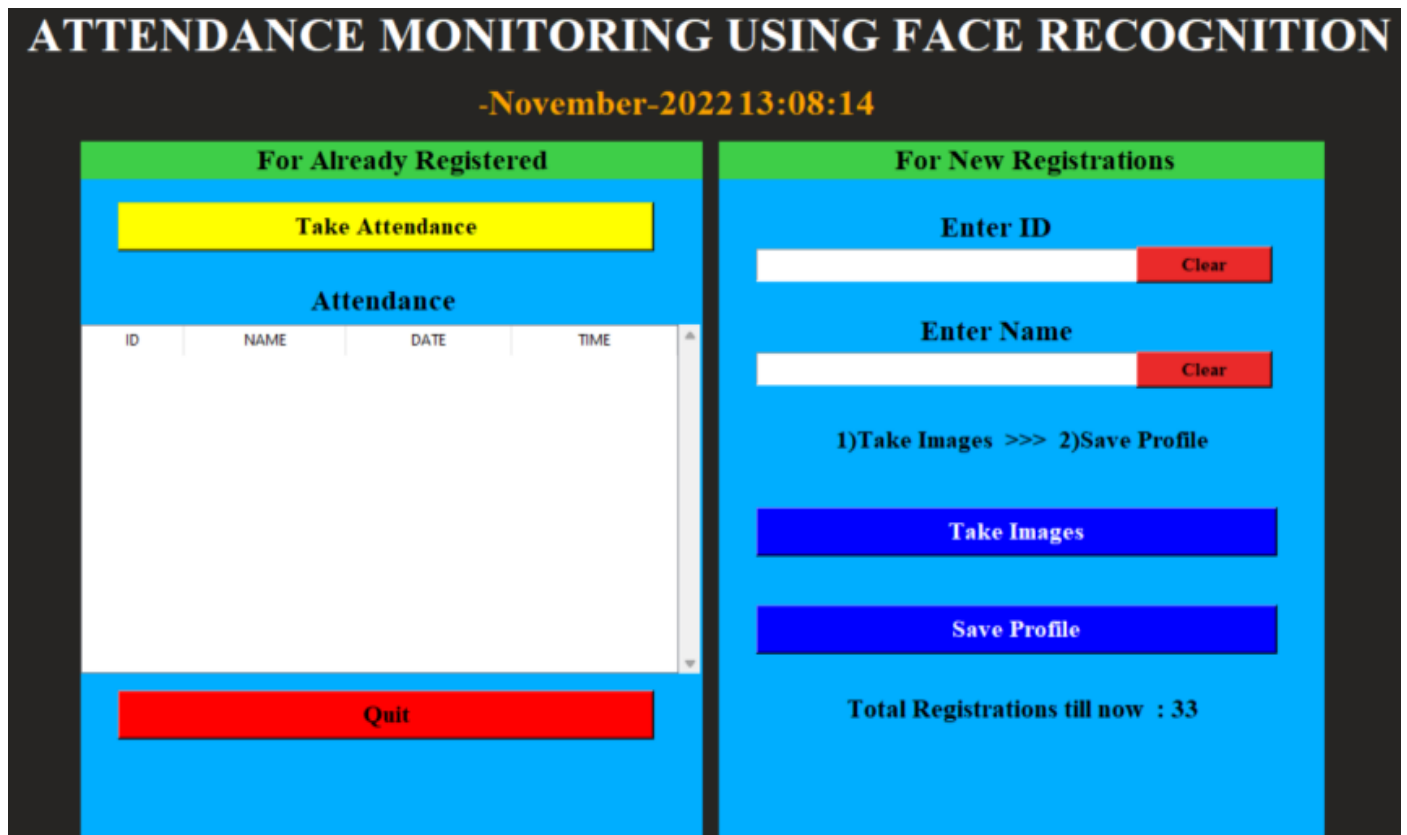 ATTENDANCE MONITORING USING FACE RECOGNITION
-November-2022 13:08:14
For Already Registered
Take Attendance
Attendance
ID NAME DATE TIME
Quit
For New Registrations
Enter ID
Clear
Enter Name
Clear
1)Take Images >>> 2)Save Profile
Take Images
Save Profile
Total Registrations till now : 33